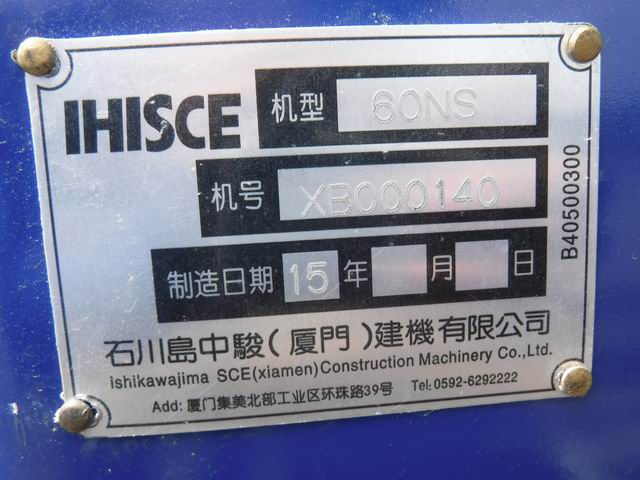 IHISCE
机型 60NS
机号 XB000140
制造日期 15 年 月 日
B40500300
石川島中駿(厦門)建機有限公司
ishikawajima SCE(xiamen)Construction Machinery Co.,Ltd.
Add: 厦门集美北部工业区环珠路39号 Tel: 0592-6292222